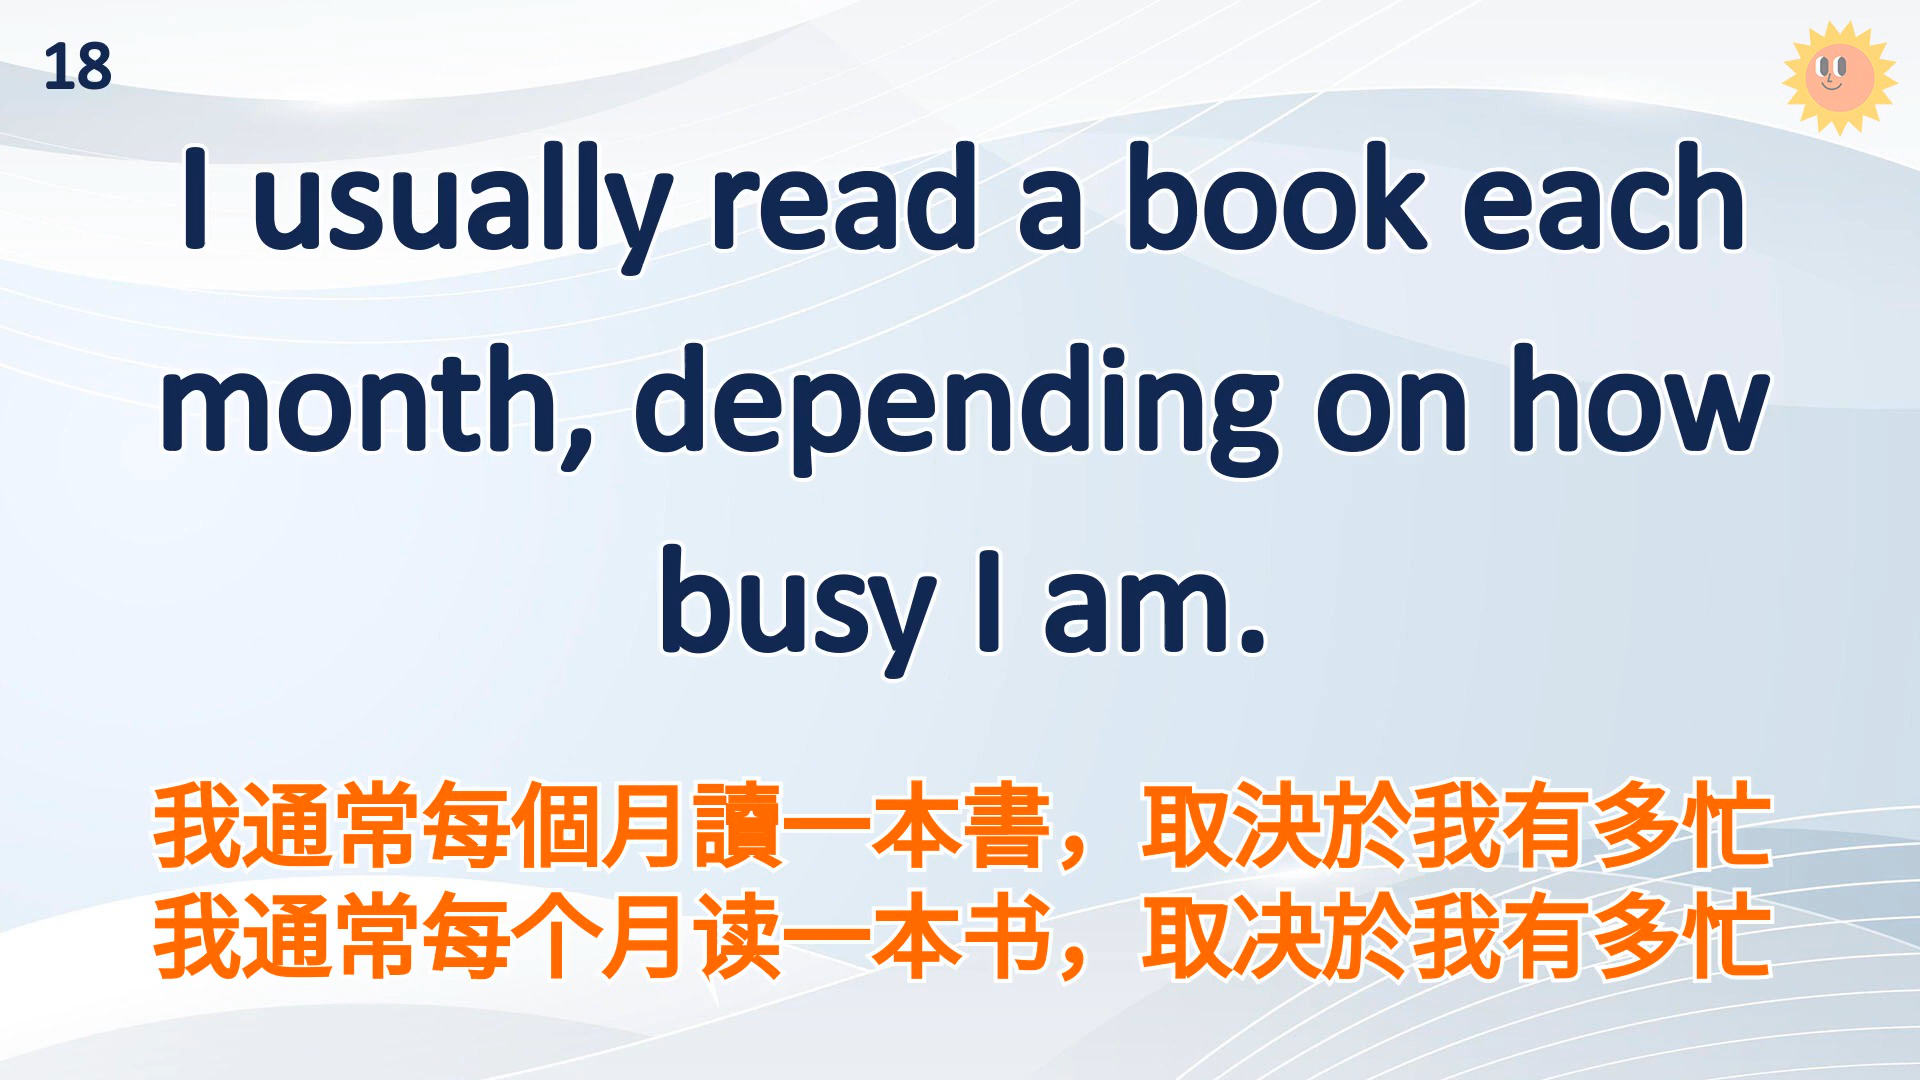 18
I usually read a book each
month, depending on how
busy I am.
我通常每個月讀一本書，取決於我有多忙
我通常每个月读一本书，取决於我有多忙